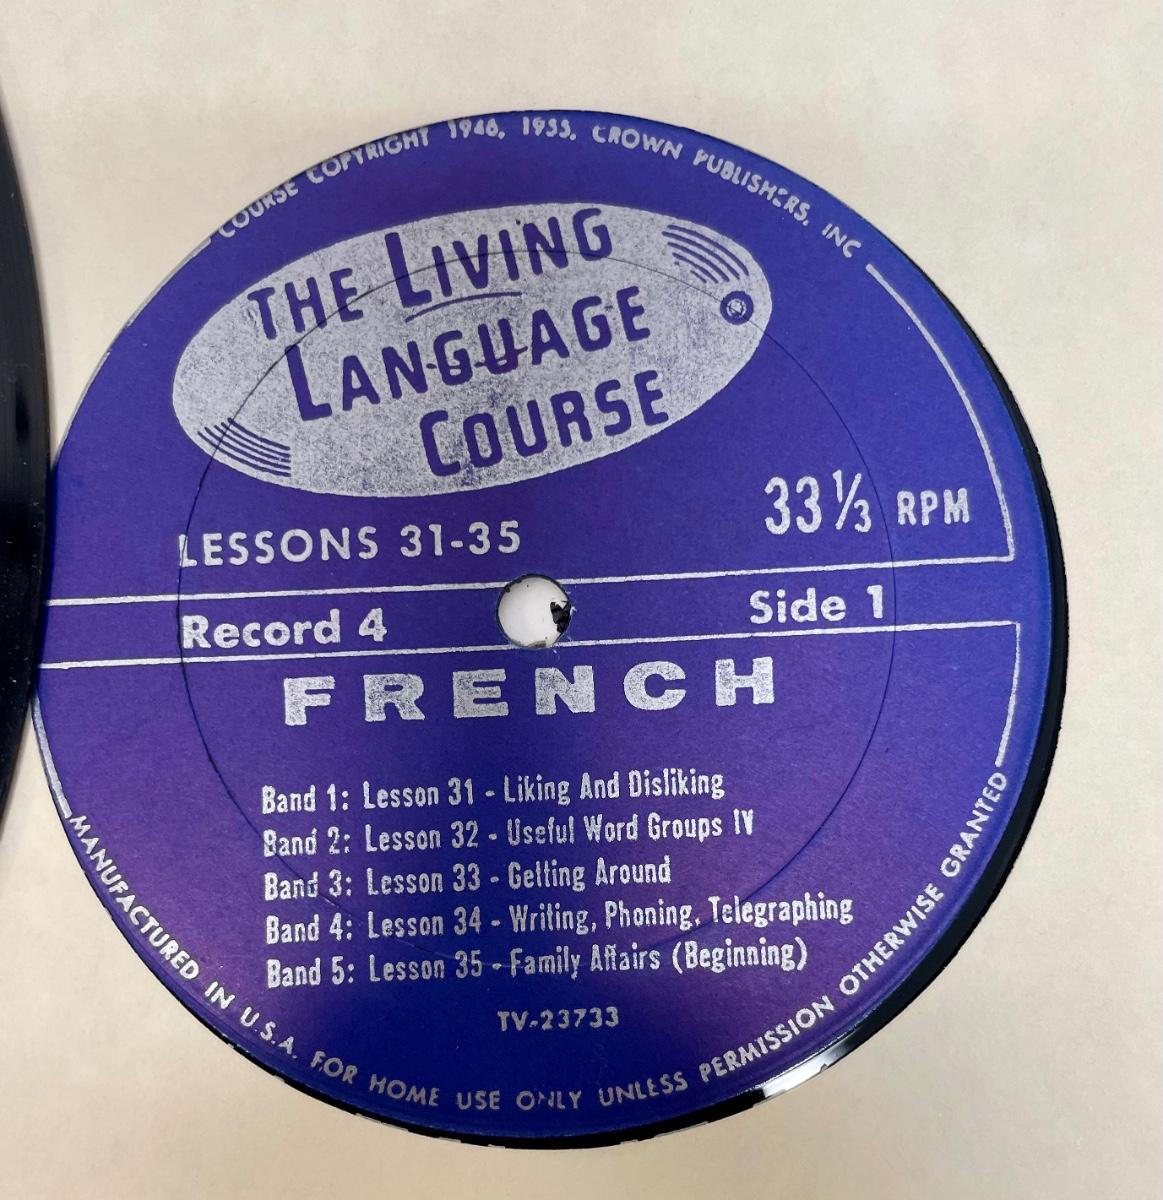 COURSE COPYRIGHT 1946, 1955, CROWN PUBLISHERS, INC
THE LIVING
LANGUAGE
COURSE
33 1/3 RPM
LESSONS 31-35
Record 4
Side 1
FRENCH
Band 1: Lesson 31 - Liking And Disliking
Band 2: Lesson 32 - Useful Word Groups IV
Band 3: Lesson 33 - Getting Around
Band 4: Lesson 34 - Writing, Phoning, Telegraphing
Band 5: Lesson 35 - Family Affairs (Beginning)
TV-23733
MANUFACTURED IN U.S.A. FOR HOME USE ONLY UNLESS PERMISSION OTHERWISE GRANTED